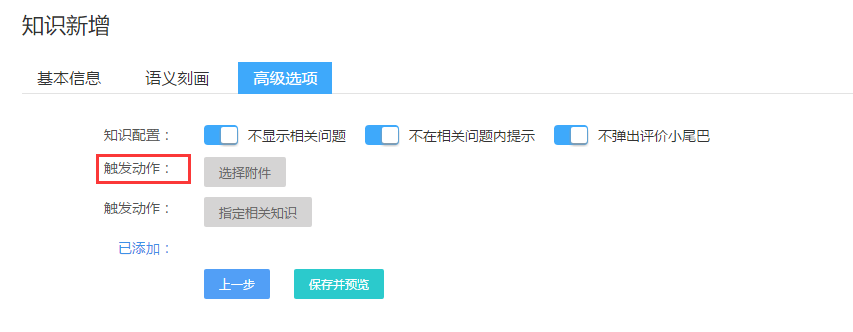 知识新增
基本信息 语义刻画 高级选项
知识配置： 不显示相关问题 不在相关问题内提示 不弹出评价小尾巴
触发动作： 选择附件
触发动作： 指定相关知识
已添加：
上一步 保存并预览